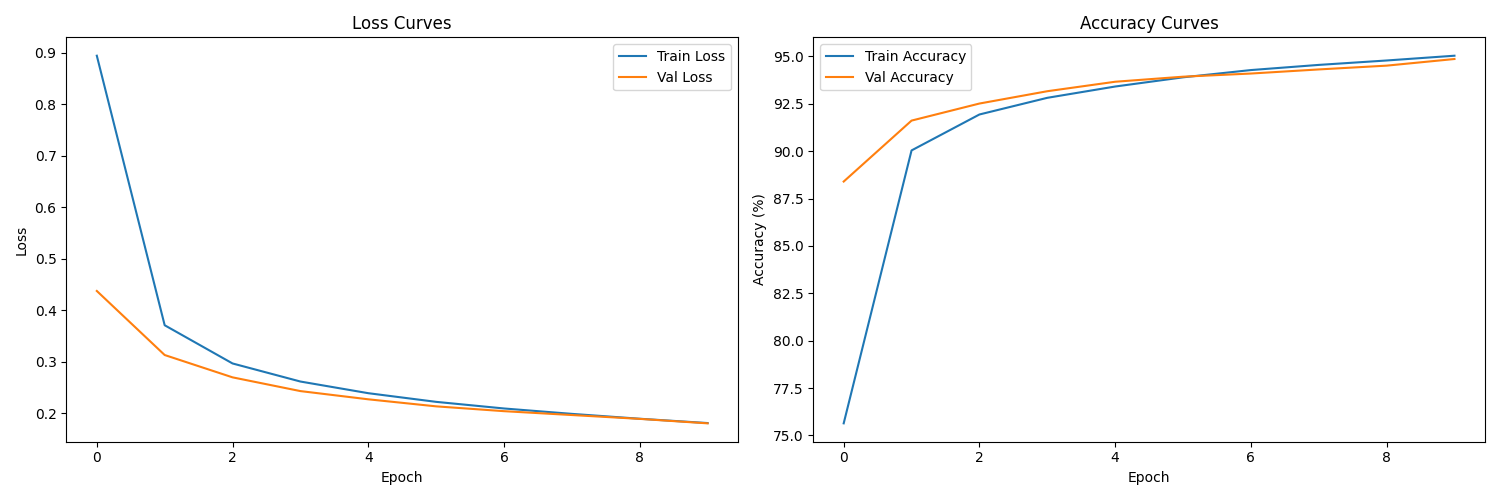 Loss Curves
0.9
0.8
0.7
0.6
0.5
0.4
0.3
0.2
Loss
0 2 4 6 8
Epoch
Train Loss
Val Loss
Accuracy Curves
95.0
92.5
90.0
87.5
85.0
82.5
80.0
77.5
75.0
Accuracy (%)
0 2 4 6 8
Epoch
Train Accuracy
Val Accuracy